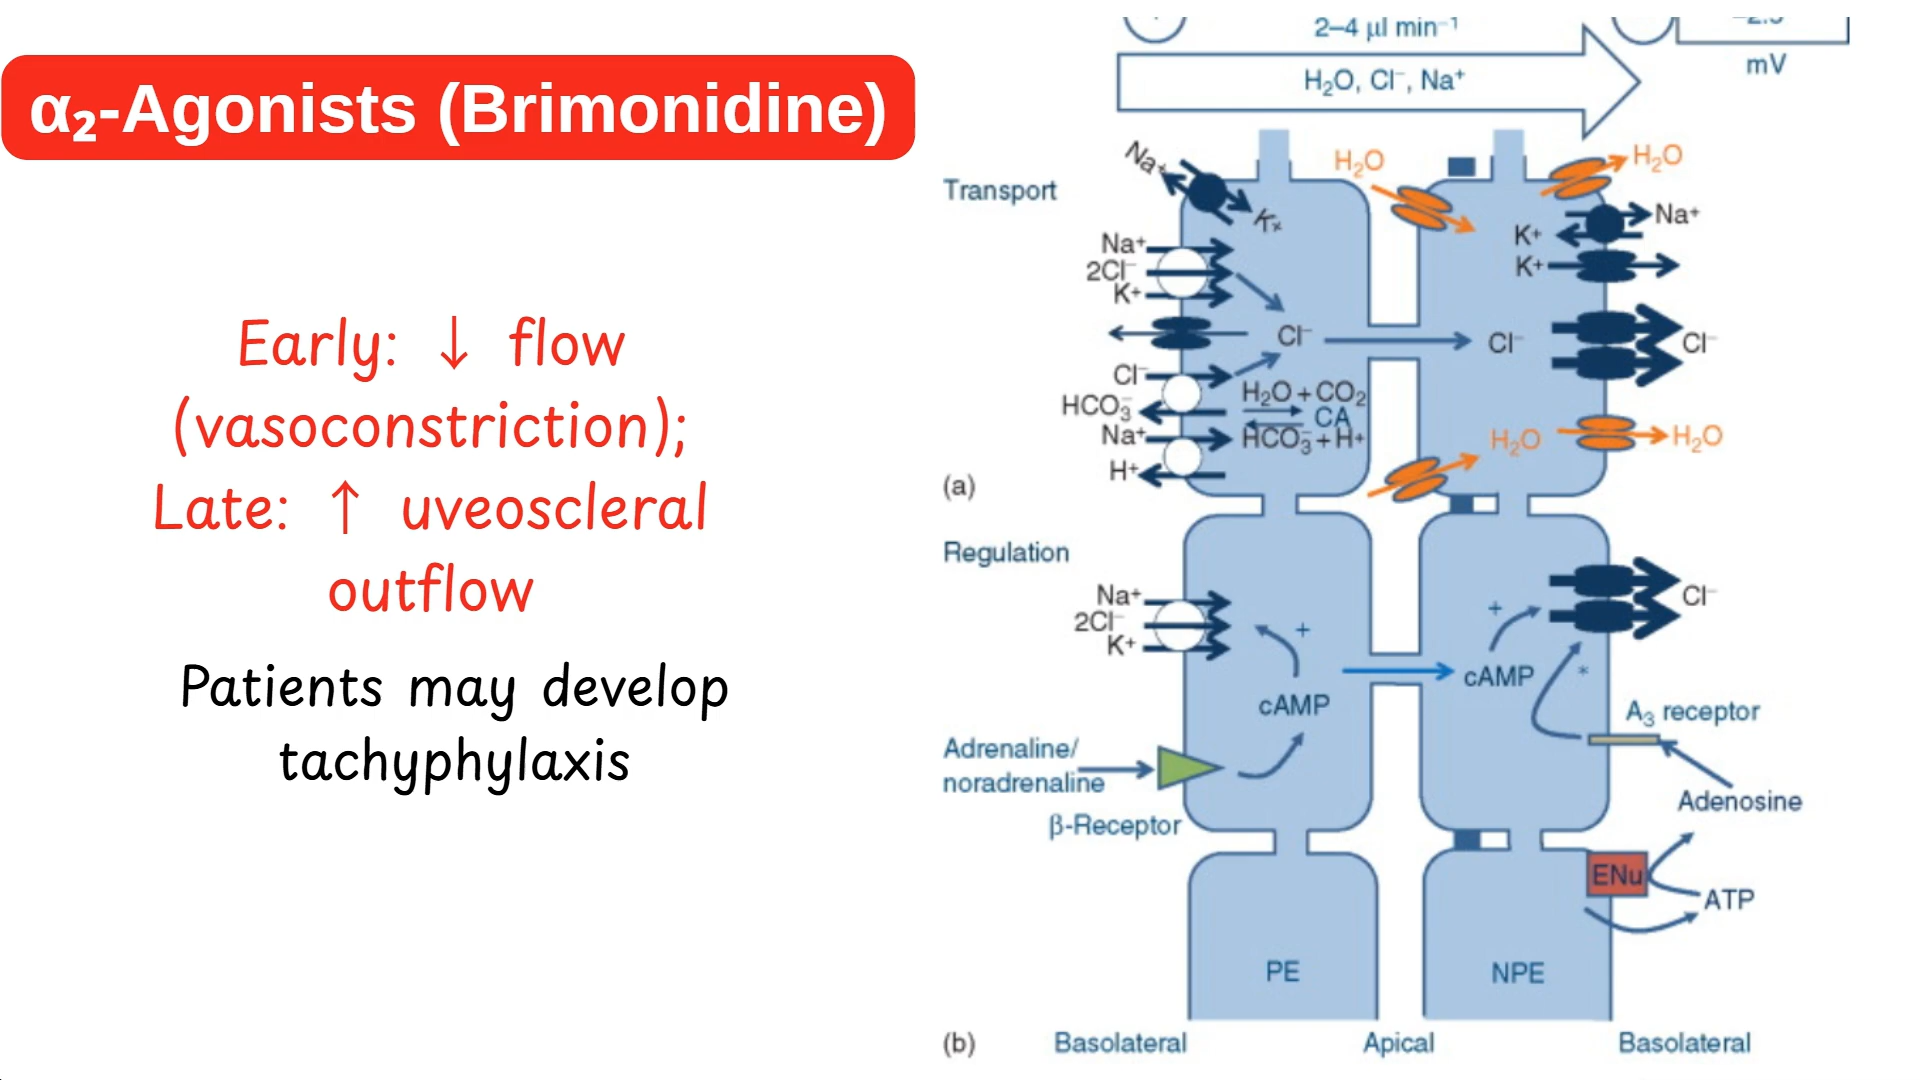 α₂-Agonists (Brimonidine)
Early: ↓ flow
(vasoconstriction);
Late: ↑ uveoscleral
outflow
Patients may develop
tachyphylaxis
2–4 μl min⁻¹
H₂O, Cl⁻, Na⁺
mV
Transport
Na⁺
K⁺
H₂O
H₂O
Na⁺
2Cl⁻
K⁺
Na⁺
K⁺
K⁺
Cl⁻
Cl⁻
Cl⁻
Cl⁻
HCO₃⁻
Na⁺
H⁺
H₂O + CO₂
CA
HCO₃⁻ + H⁺
H₂O
H₂O
(a)
Regulation
Na⁺
2Cl⁻
K⁺
+
cAMP
+
cAMP
*
Cl⁻
A₃ receptor
Adrenaline/
noradrenaline
β-Receptor
Adenosine
ENu
ATP
PE
NPE
(b)
Basolateral
Apical
Basolateral